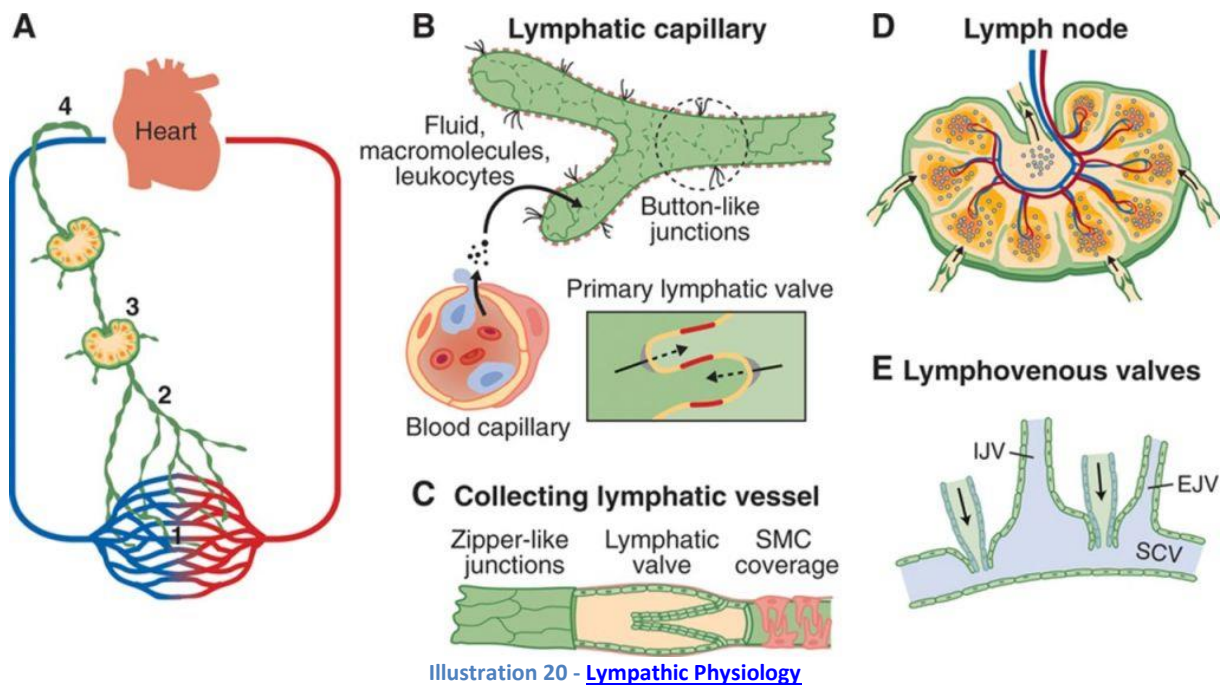 A
Heart
4
3
2
1
B
Lymphatic capillary
Fluid,
macromolecules,
leukocytes
Button-like
junctions
Primary lymphatic valve
Blood capillary
C Collecting lymphatic vessel
Zipper-like
junctions
Lymphatic
valve
SMC
coverage
D
Lymph node
E Lymphovenous valves
IJV
EJV
SCV
Illustration 20 - Lympathic Physiology